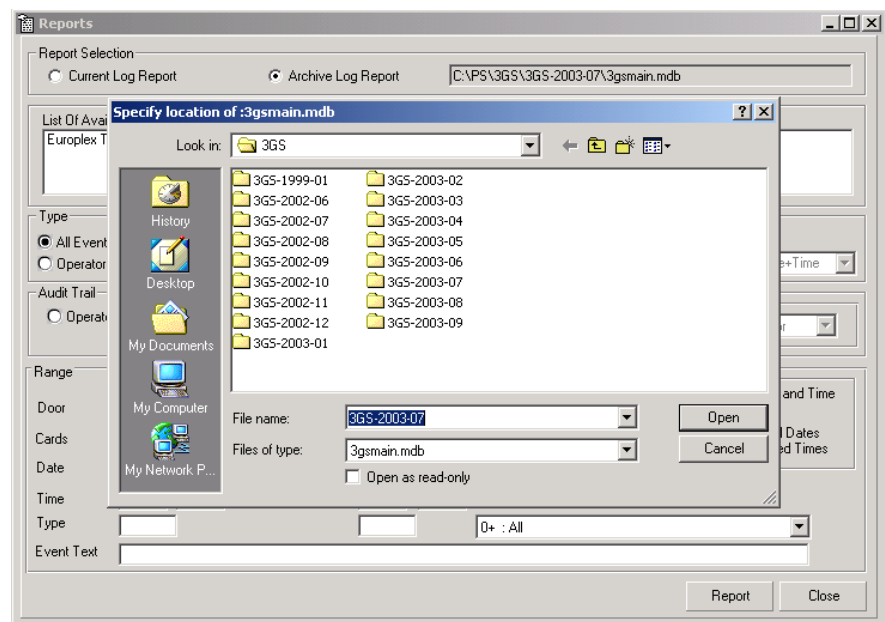 Reports
Report Selection
Current Log Report
Archive Log Report
C:\PS\3GS\3GS-2003-07\3gsmain.mdb
Specify location of :3gsmain.mdb
List Of Avai
Europlex T
Look in:
3GS
History
Desktop
My Documents
My Computer
My Network P...
3GS-1999-01
3GS-2002-06
3GS-2002-07
3GS-2002-08
3GS-2002-09
3GS-2002-10
3GS-2002-11
3GS-2002-12
3GS-2003-01
3GS-2003-02
3GS-2003-03
3GS-2003-04
3GS-2003-05
3GS-2003-06
3GS-2003-07
3GS-2003-08
3GS-2003-09
File name:
3GS-2003-07
Open
Files of type:
3gsmain.mdb
Cancel
Open as read-only
Type
All Event
Operator
e+Time
Audit Trail
Operat
or
Range
and Time
Door
Cards
d Dates
ed Times
Date
Time
Type
0+ : All
Event Text
Report
Close